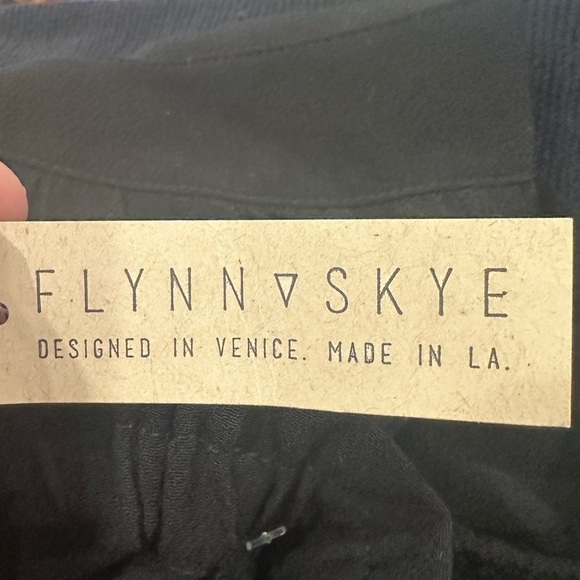 FLYNN ▽ SKYE
DESIGNED IN VENICE. MADE IN LA.